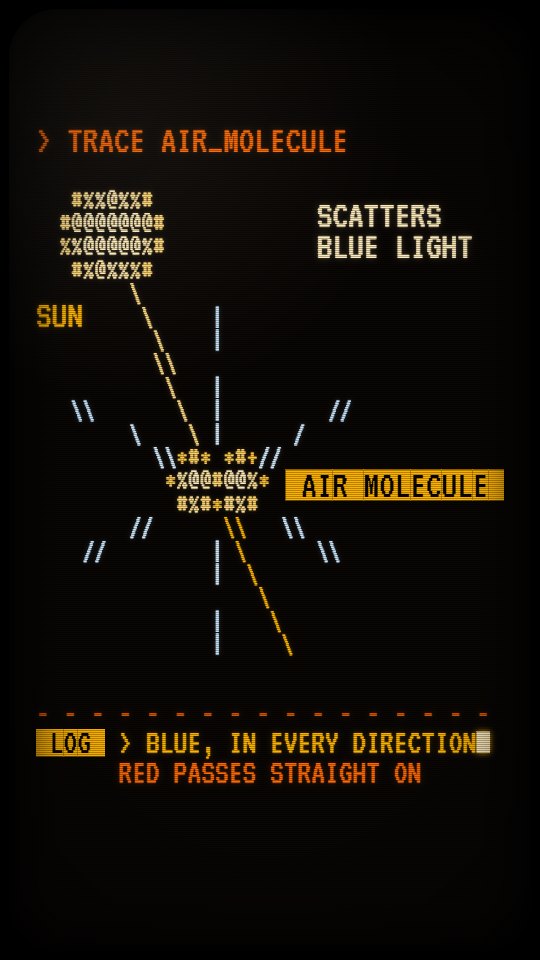 ❯ TRACE AIR_MOLECULE
SCATTERS
BLUE LIGHT
SUN
AIR MOLECULE
LOG ❯ BLUE, IN EVERY DIRECTION
RED PASSES STRAIGHT ON